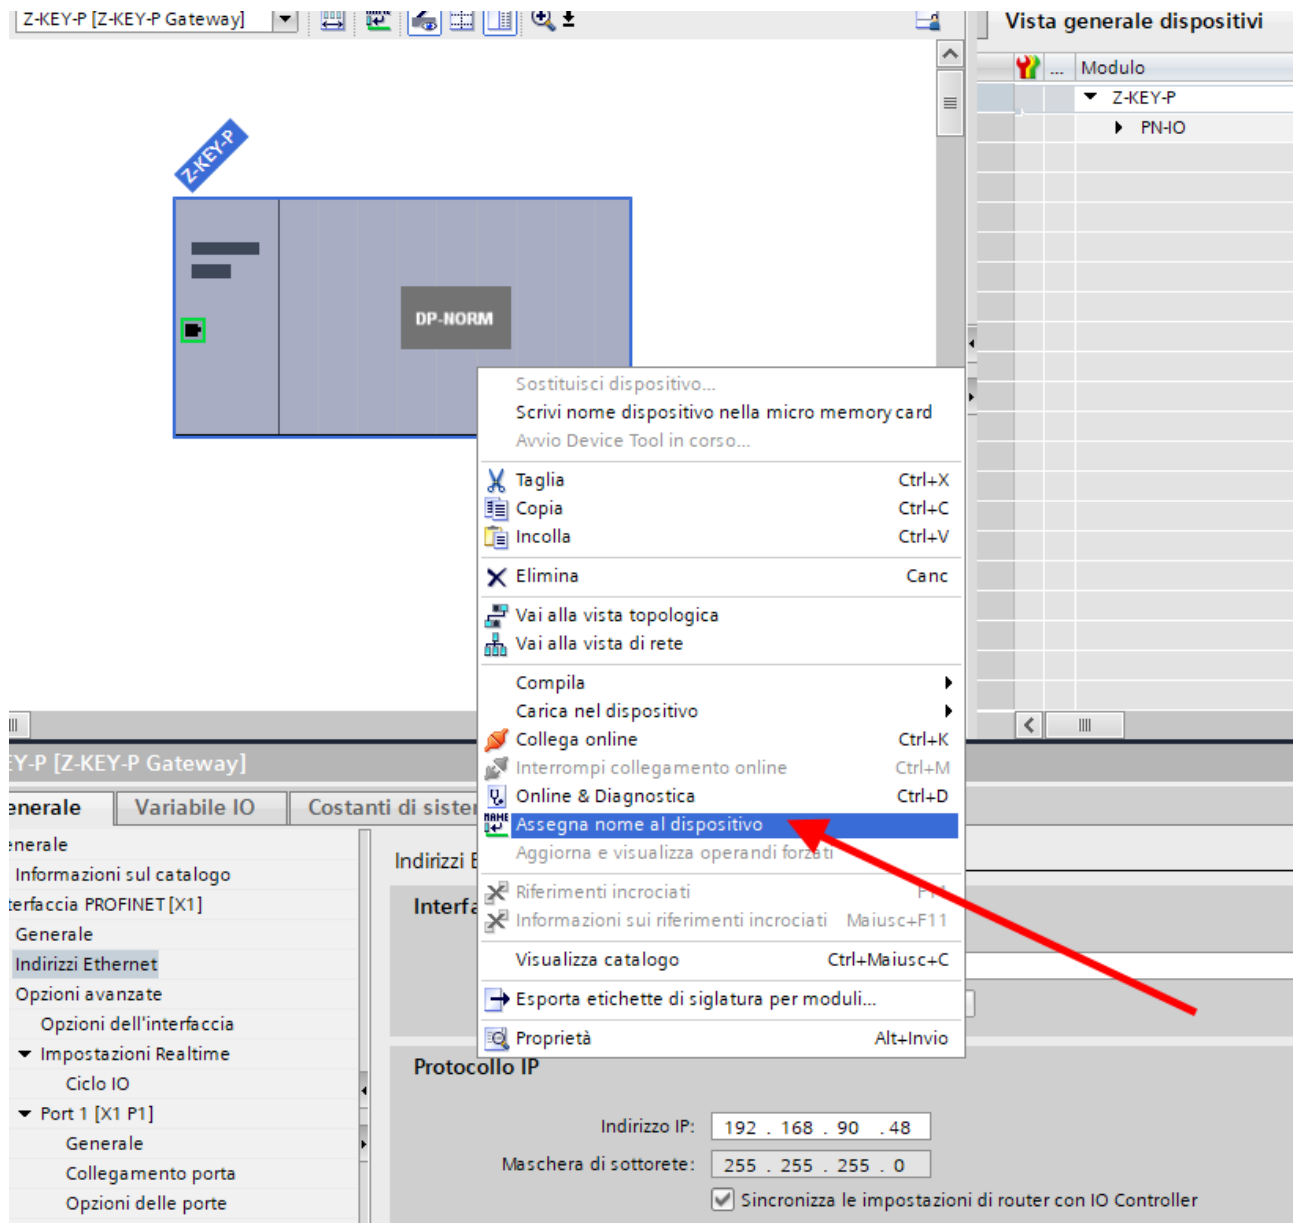 Z-KEY-P [Z-KEY-P Gateway]
Vista generale dispositivi
... Modulo
Z-KEY-P
PN-IO
Z-KEY-P
DP-NORM
Sostituisci dispositivo...
Scrivi nome dispositivo nella micro memory card
Avvio Device Tool in corso...
Taglia Ctrl+X
Copia Ctrl+C
Incolla Ctrl+V
Elimina Canc
Vai alla vista topologica
Vai alla vista di rete
Compila
Carica nel dispositivo
Collega online Ctrl+K
Interrompi collegamento online Ctrl+M
Online & Diagnostica Ctrl+D
NAME Assegna nome al dispositivo
Aggiorna e visualizza operandi forzati
Riferimenti incrociati F11
Informazioni sui riferimenti incrociati Maiusc+F11
Visualizza catalogo Ctrl+Maiusc+C
Esporta etichette di siglatura per moduli...
Proprietà Alt+Invio
EY-P [Z-KEY-P Gateway]
enerale Variabile IO Costanti di sister
enerale
Informazioni sul catalogo
terfaccia PROFINET [X1]
Generale
Indirizzi Ethernet
Opzioni avanzate
Opzioni dell'interfaccia
Impostazioni Realtime
Ciclo IO
Port 1 [X1 P1]
Generale
Collegamento porta
Opzioni delle porte
Indirizzi E
Interfa
Protocollo IP
Indirizzo IP: 192 . 168 . 90 . 48
Maschera di sottorete: 255 . 255 . 255 . 0
Sincronizza le impostazioni di router con IO Controller